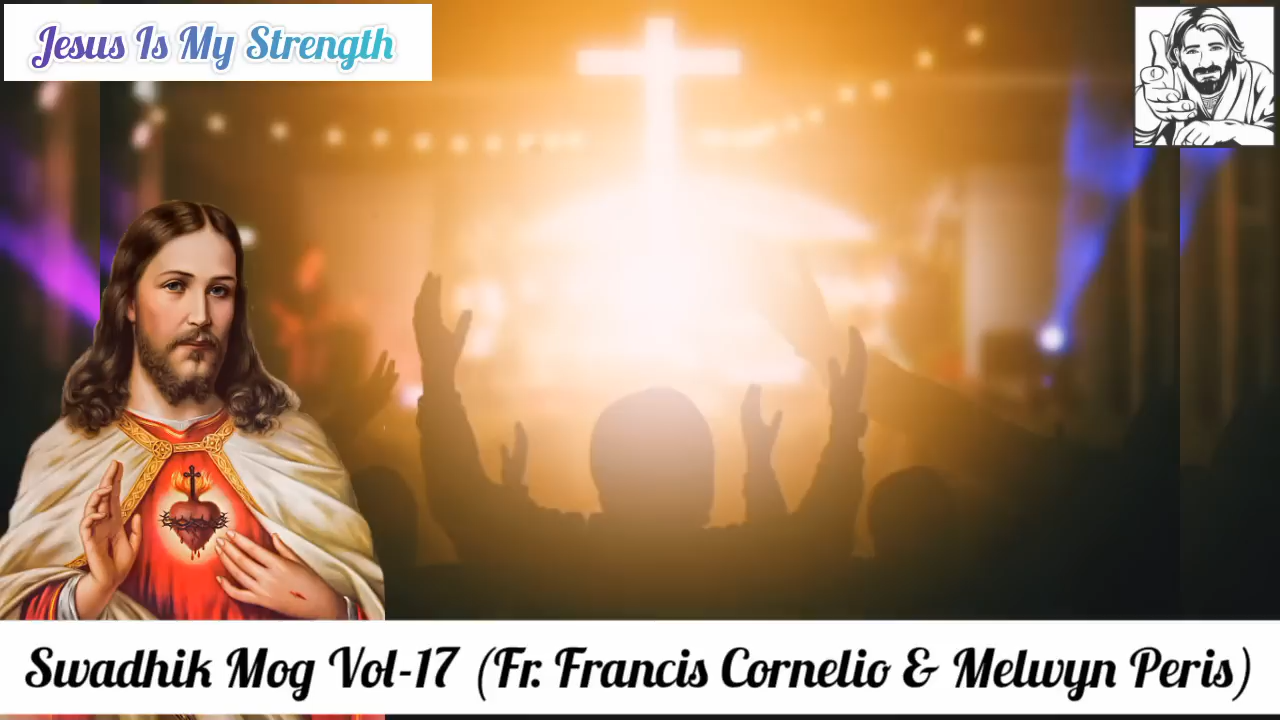 Jesus Is My Strength
Swadhik Mog Vol-17 (Fr. Francis Cornelio & Melwyn Peris)